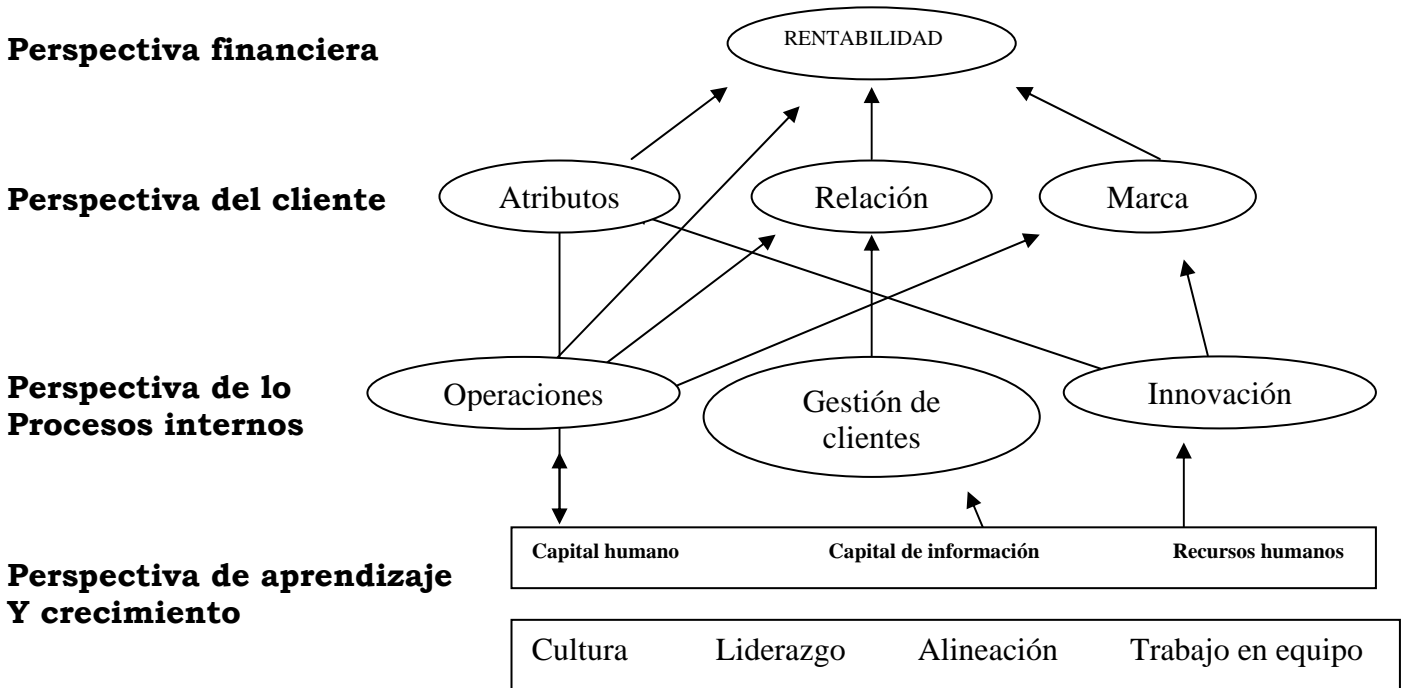 Perspectiva financiera
RENTABILIDAD
Perspectiva del cliente
Atributos
Relación
Marca
Perspectiva de lo
Procesos internos
Operaciones
Gestión de
clientes
Innovación
Perspectiva de aprendizaje
Y crecimiento
Capital humano
Capital de información
Recursos humanos
Cultura
Liderazgo
Alineación
Trabajo en equipo